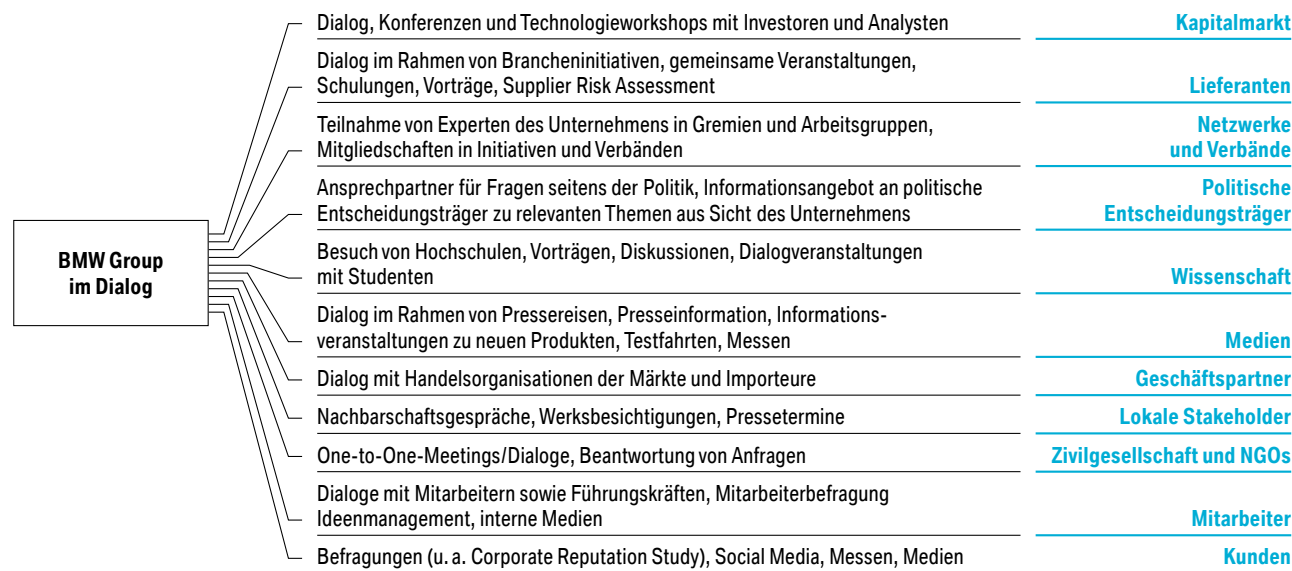 BMW Group
im Dialog
Dialog, Konferenzen und Technologieworkshops mit Investoren und Analysten
Kapitalmarkt
Dialog im Rahmen von Brancheninitiativen, gemeinsame Veranstaltungen,
Schulungen, Vorträge, Supplier Risk Assessment
Lieferanten
Teilnahme von Experten des Unternehmens in Gremien und Arbeitsgruppen,
Mitgliedschaften in Initiativen und Verbänden
Netzwerke
und Verbände
Ansprechpartner für Fragen seitens der Politik, Informationsangebot an politische
Entscheidungsträger zu relevanten Themen aus Sicht des Unternehmens
Politische
Entscheidungsträger
Besuch von Hochschulen, Vorträgen, Diskussionen, Dialogveranstaltungen
mit Studenten
Wissenschaft
Dialog im Rahmen von Pressereisen, Presseinformation, Informations-
veranstaltungen zu neuen Produkten, Testfahrten, Messen
Medien
Dialog mit Handelsorganisationen der Märkte und Importeure
Geschäftspartner
Nachbarschaftsgespräche, Werksbesichtigungen, Pressetermine
Lokale Stakeholder
One-to-One-Meetings/Dialoge, Beantwortung von Anfragen
Zivilgesellschaft und NGOs
Dialoge mit Mitarbeitern sowie Führungskräften, Mitarbeiterbefragung
Ideenmanagement, interne Medien
Mitarbeiter
Befragungen (u. a. Corporate Reputation Study), Social Media, Messen, Medien
Kunden